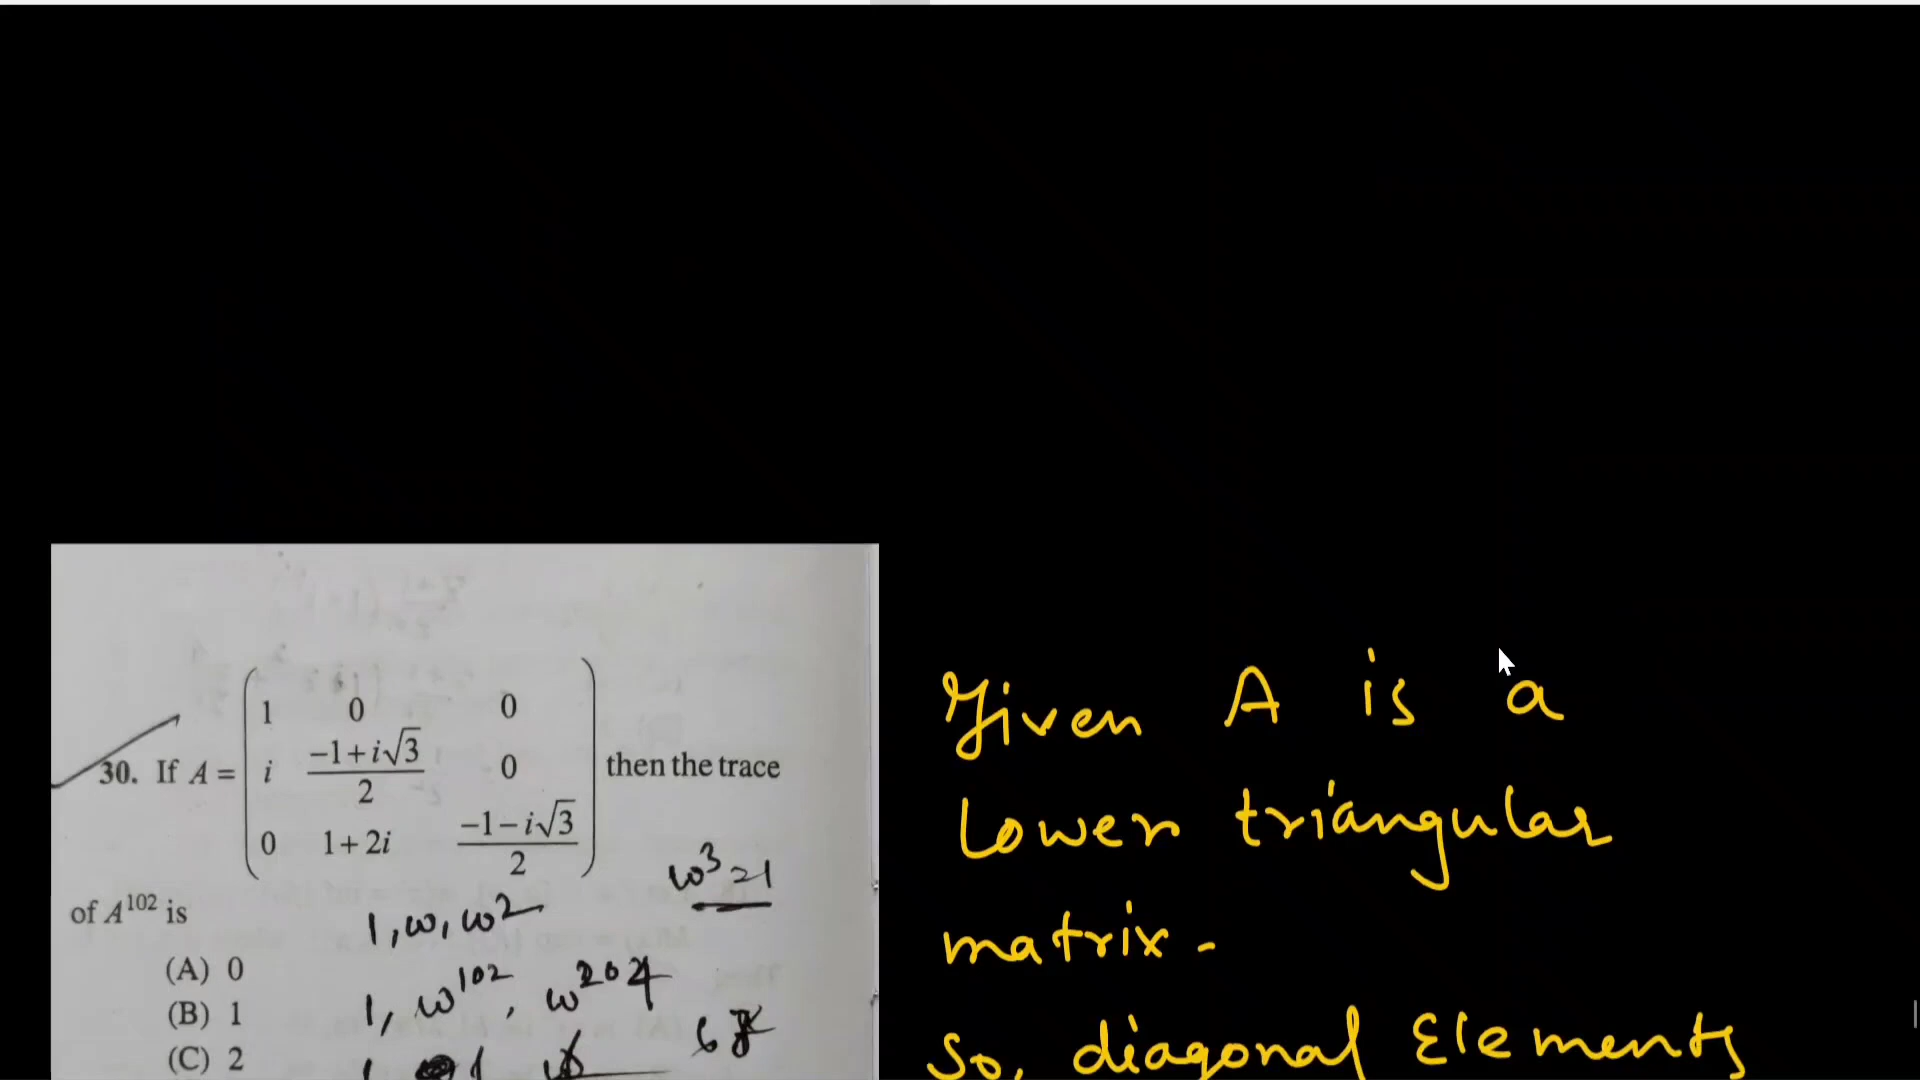 30. If A = ( 1 0 0
i (-1+i√3)/2 0
0 1+2i (-1-i√3)/2 ) then the trace
of A^102 is
(A) 0
(B) 1
(C) 2
ω³=1
1, ω, ω²
1, ω^102, ω^204
Given A is a
Lower triangular
matrix.
So, diagonal Elements